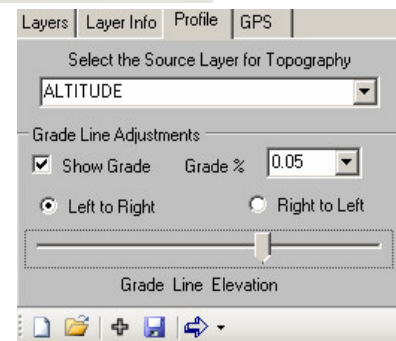 Layers Layer Info Profile GPS
Select the Source Layer for Topography
ALTITUDE
Grade Line Adjustments
Show Grade Grade % 0.05
Left to Right Right to Left
Grade Line Elevation